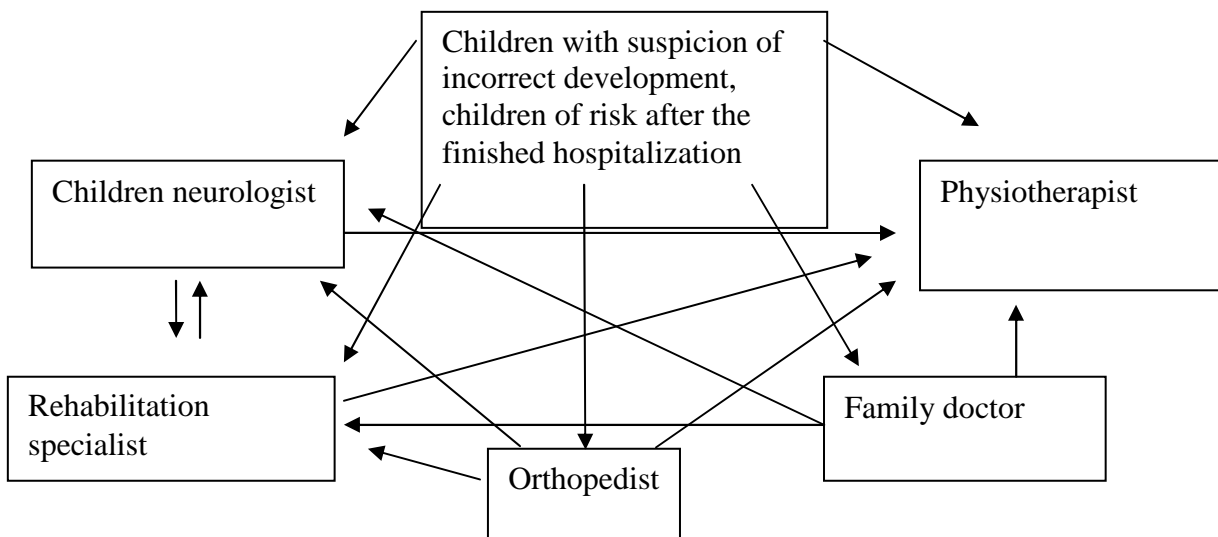 Children with suspicion of
incorrect development,
children of risk after the
finished hospitalization
Children neurologist
Physiotherapist
Rehabilitation
specialist
Family doctor
Orthopedist